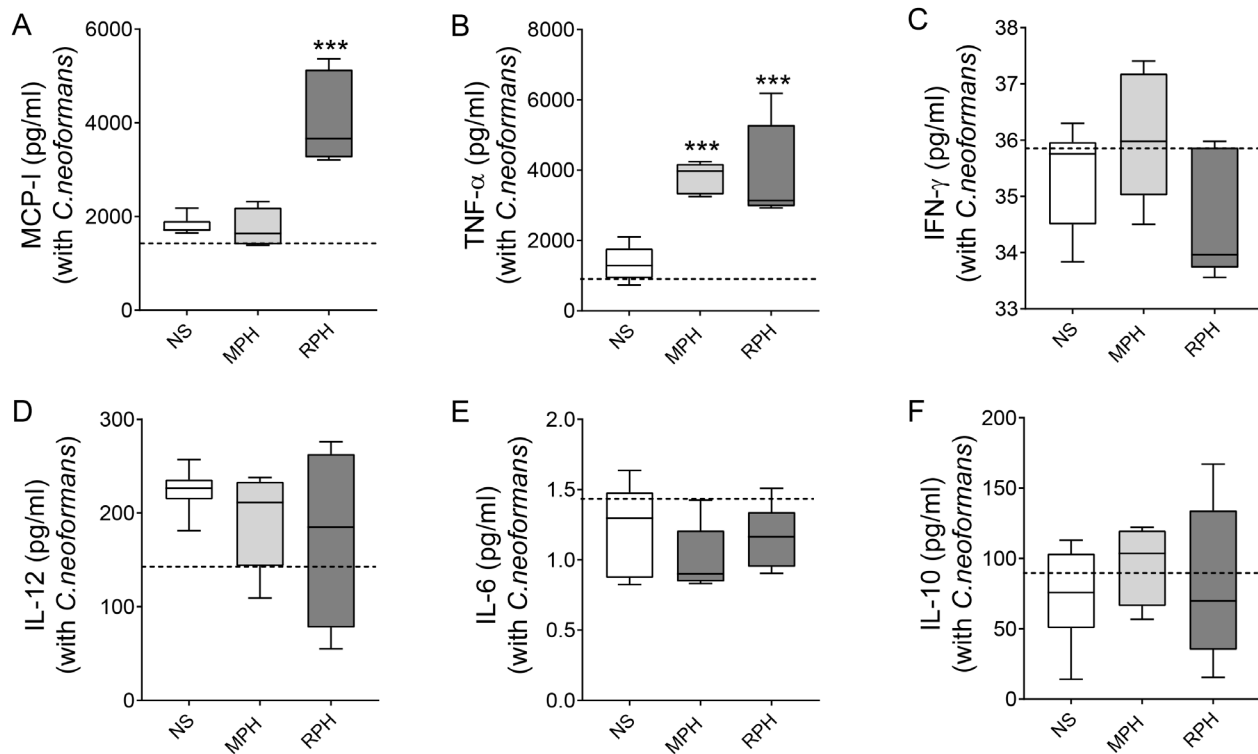 A
MCP-I (pg/ml)
(with C.neoformans)
6000
4000
2000
0
***
NS
MPH
RPH
B
TNF-α (pg/ml)
(with C.neoformans)
8000
6000
4000
2000
0
***
***
NS
MPH
RPH
C
IFN-γ (pg/ml)
(with C.neoformans)
38
37
36
35
34
33
NS
MPH
RPH
D
IL-12 (pg/ml)
(with C.neoformans)
300
200
100
0
NS
MPH
RPH
E
IL-6 (pg/ml)
(with C.neoformans)
2.0
1.5
1.0
0.5
0.0
NS
MPH
RPH
F
IL-10 (pg/ml)
(with C.neoformans)
200
150
100
50
0
NS
MPH
RPH